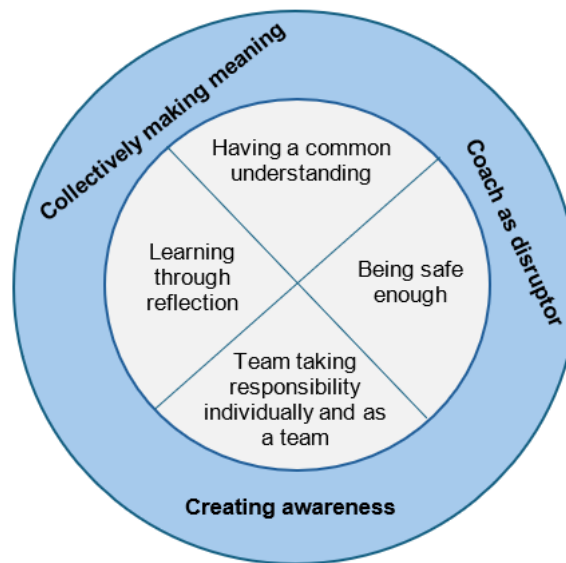 Collectively making meaning
Having a common
understanding
Coach as disruptor
Learning
through
reflection
Being safe
enough
Team taking
responsibility
individually and as
a team
Creating awareness